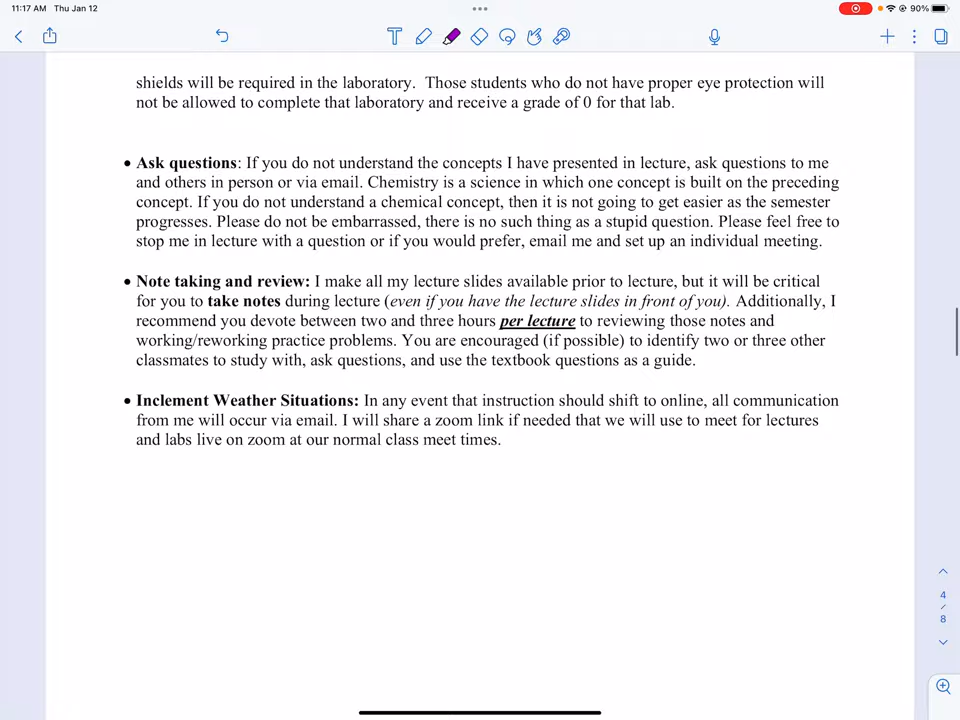 11:17 AM Thu Jan 12
90%
shields will be required in the laboratory. Those students who do not have proper eye protection will
not be allowed to complete that laboratory and receive a grade of 0 for that lab.
• Ask questions: If you do not understand the concepts I have presented in lecture, ask questions to me
and others in person or via email. Chemistry is a science in which one concept is built on the preceding
concept. If you do not understand a chemical concept, then it is not going to get easier as the semester
progresses. Please do not be embarrassed, there is no such thing as a stupid question. Please feel free to
stop me in lecture with a question or if you would prefer, email me and set up an individual meeting.
• Note taking and review: I make all my lecture slides available prior to lecture, but it will be critical
for you to take notes during lecture (even if you have the lecture slides in front of you). Additionally, I
recommend you devote between two and three hours per lecture to reviewing those notes and
working/reworking practice problems. You are encouraged (if possible) to identify two or three other
classmates to study with, ask questions, and use the textbook questions as a guide.
• Inclement Weather Situations: In any event that instruction should shift to online, all communication
from me will occur via email. I will share a zoom link if needed that we will use to meet for lectures
and labs live on zoom at our normal class meet times.
4
/
8